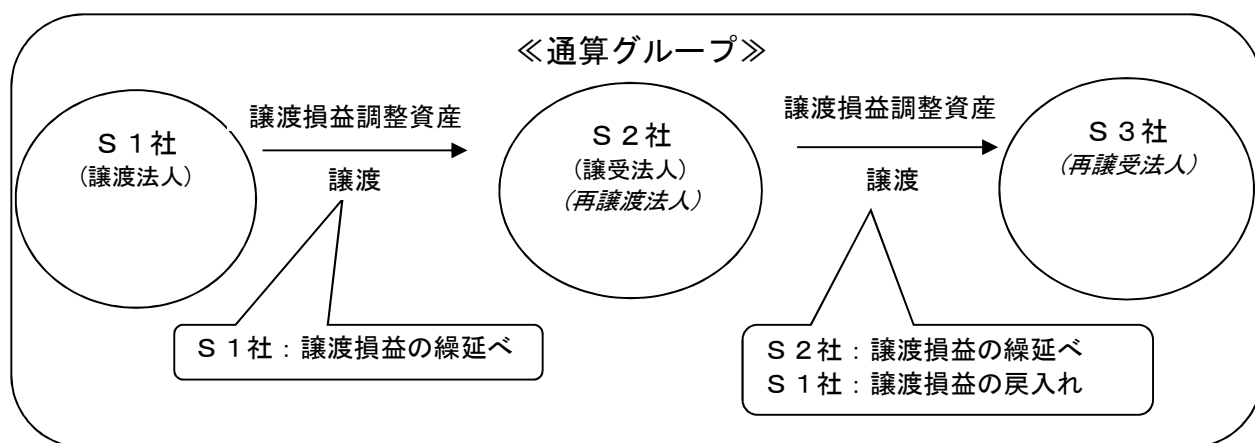 ≪通算グループ≫
S1社
(譲渡法人)
譲渡損益調整資産
譲渡
S2社
(譲受法人)
(再譲渡法人)
譲渡損益調整資産
譲渡
S3社
(再譲受法人)
S1社：譲渡損益の繰延べ
S2社：譲渡損益の繰延べ
S1社：譲渡損益の戻入れ